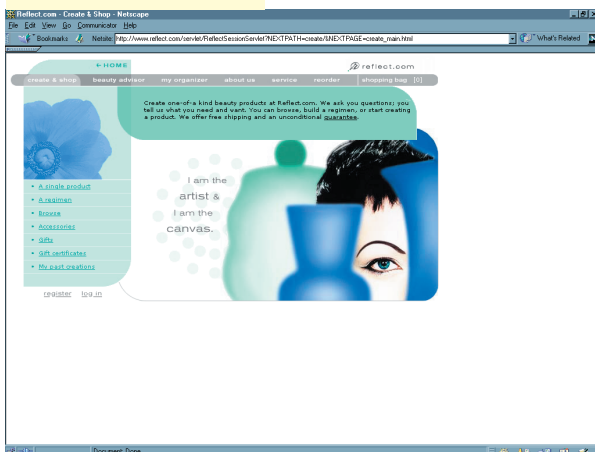 Reflect.com - Create & Shop - Netscape
File Edit View Go Communicator Help
Bookmarks Netsite: http://www.reflect.com/servlet/ReflectSessionServlet?NEXTPATH=create/&NEXTPAGE=create_main.html What's Related
HOME
reflect.com
create & shop beauty advisor my organizer about us service reorder shopping bag [0]
Create one-of-a kind beauty products at Reflect.com. We ask you questions; you
tell us what you need and want. You can browse, build a regimen, or start creating
a product. We offer free shipping and an unconditional guarantee.
I am the
artist &
I am the
canvas.
A single product
A regimen
Browse
Accessories
Gifts
Gift certificates
My past creations
register log in
Document: Done